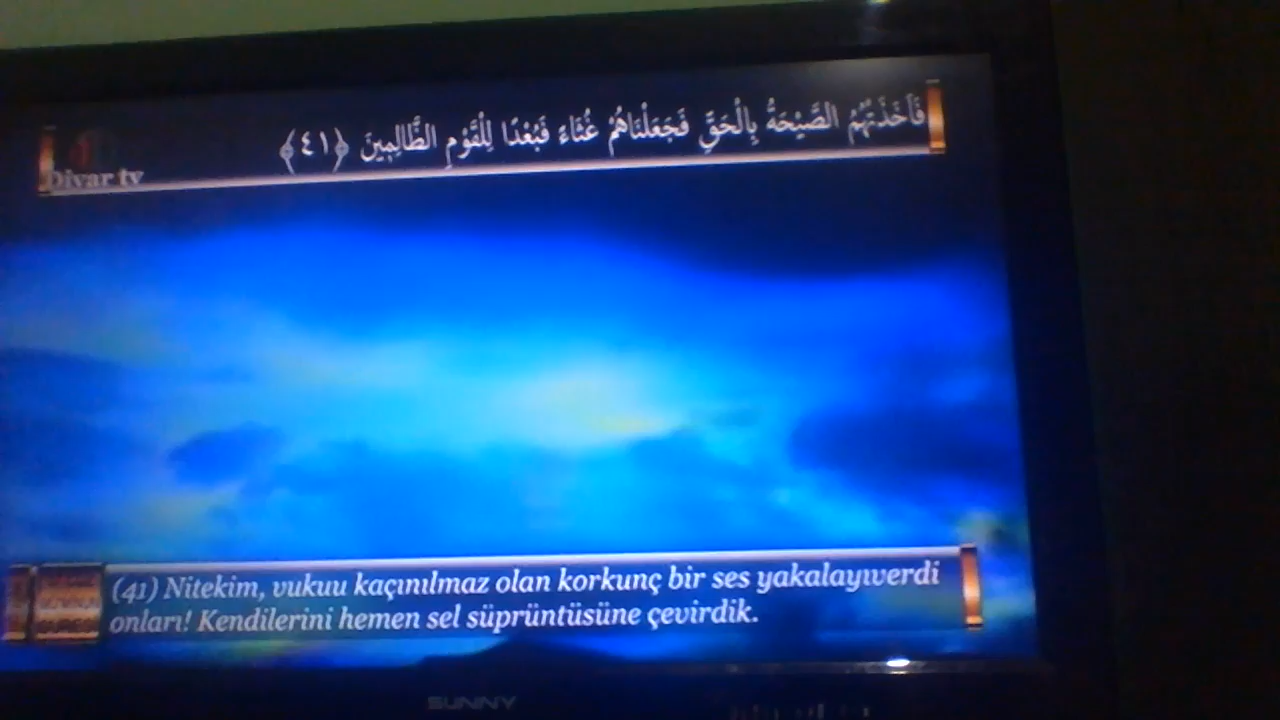 فَأَخَذَتْهُمُ الصَّيْحَةُ بِالْحَقِّ فَجَعَلْنَاهُمْ غُثَاءً فَبُعْدًا لِلْقَوْمِ الظَّالِمِينَ ﴿٤١﴾
Divar tv
(41) Nitekim, vukuu kaçınılmaz olan korkunç bir ses yakalayıverdi
onları! Kendilerini hemen sel süprüntüsüne çevirdik.
SUNNY